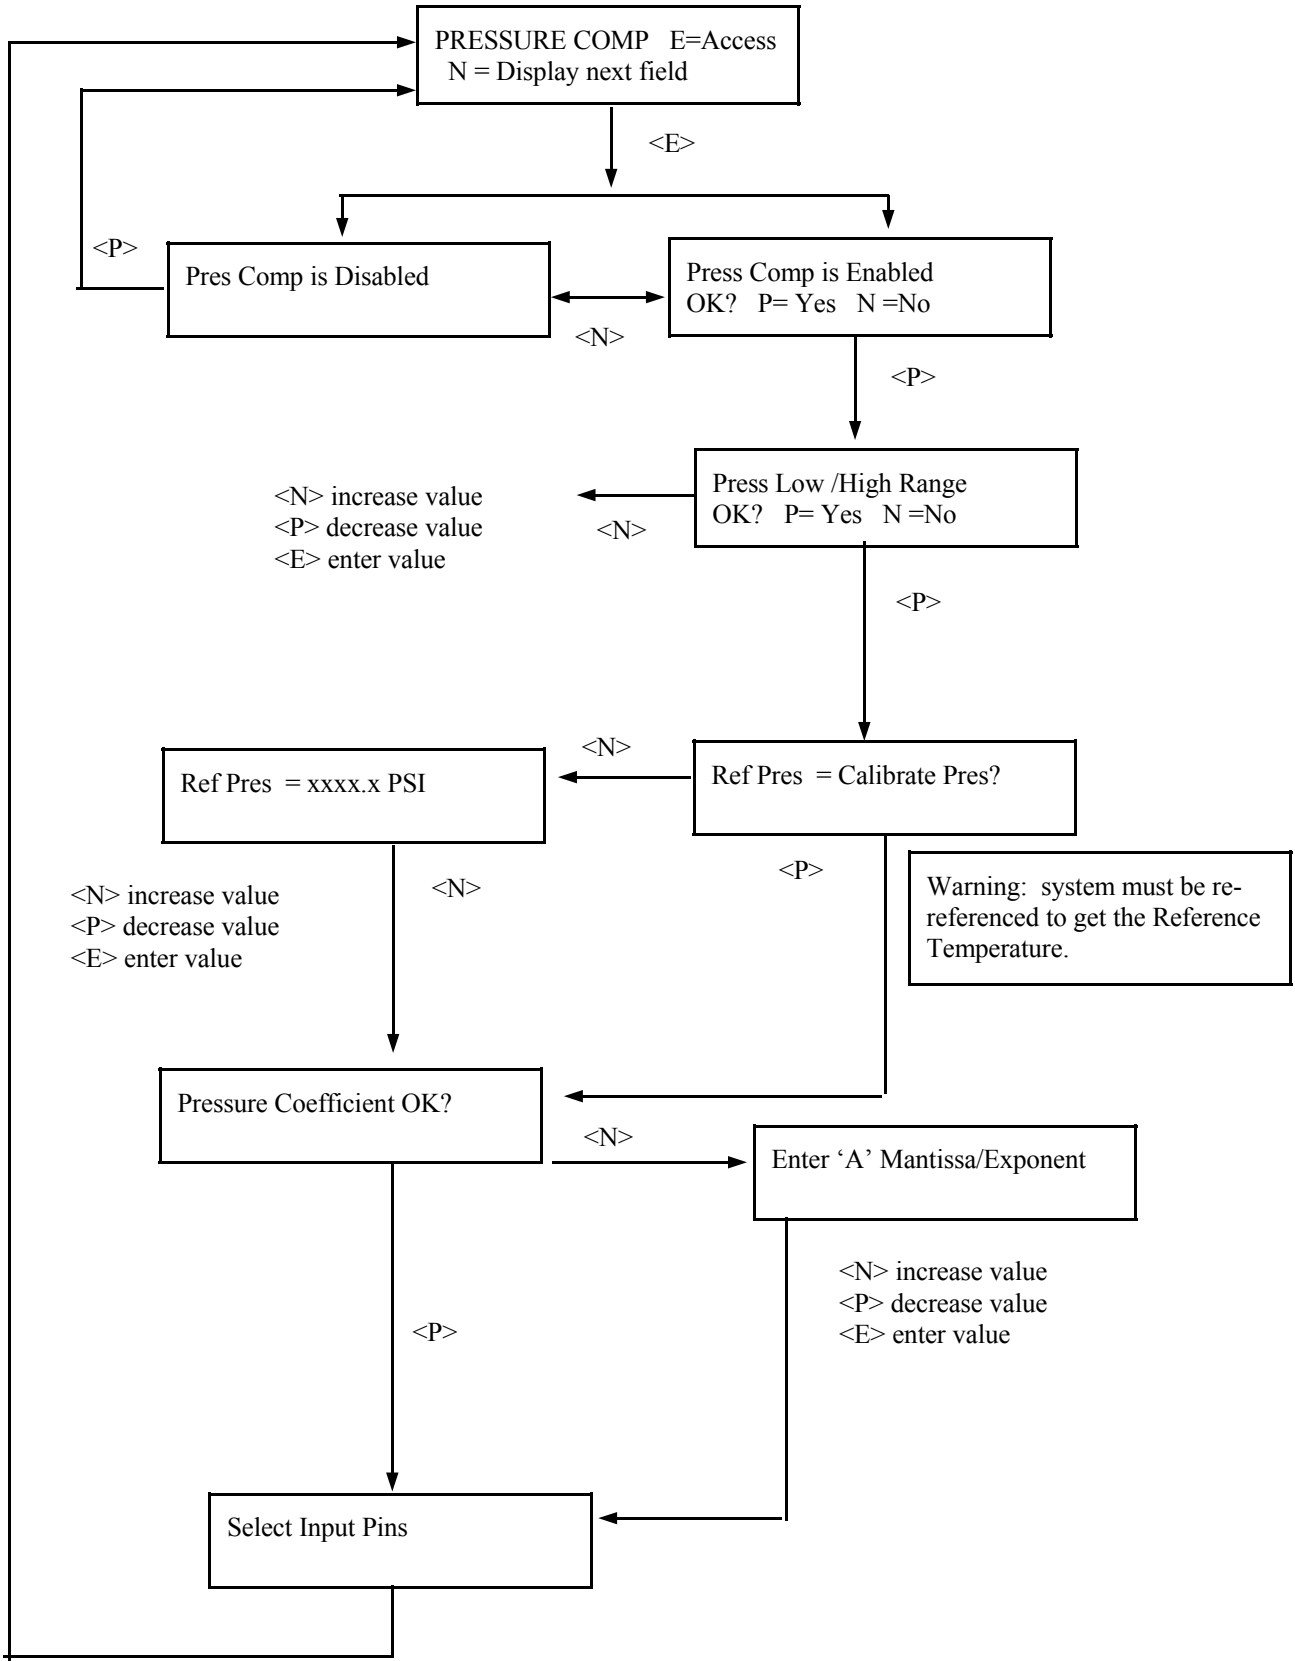 PRESSURE COMP E=Access
N = Display next field
<E>
<P>
Pres Comp is Disabled
Press Comp is Enabled
OK? P= Yes N =No
<N>
<P>
Press Low /High Range
OK? P= Yes N =No
<N> increase value
<P> decrease value
<E> enter value
<N>
<P>
<N>
Ref Pres = xxxx.x PSI
Ref Pres = Calibrate Pres?
<P>
<N>
Warning: system must be re-
referenced to get the Reference
Temperature.
<N> increase value
<P> decrease value
<E> enter value
Pressure Coefficient OK?
<N>
Enter ‘A’ Mantissa/Exponent
<N> increase value
<P> decrease value
<E> enter value
<P>
Select Input Pins